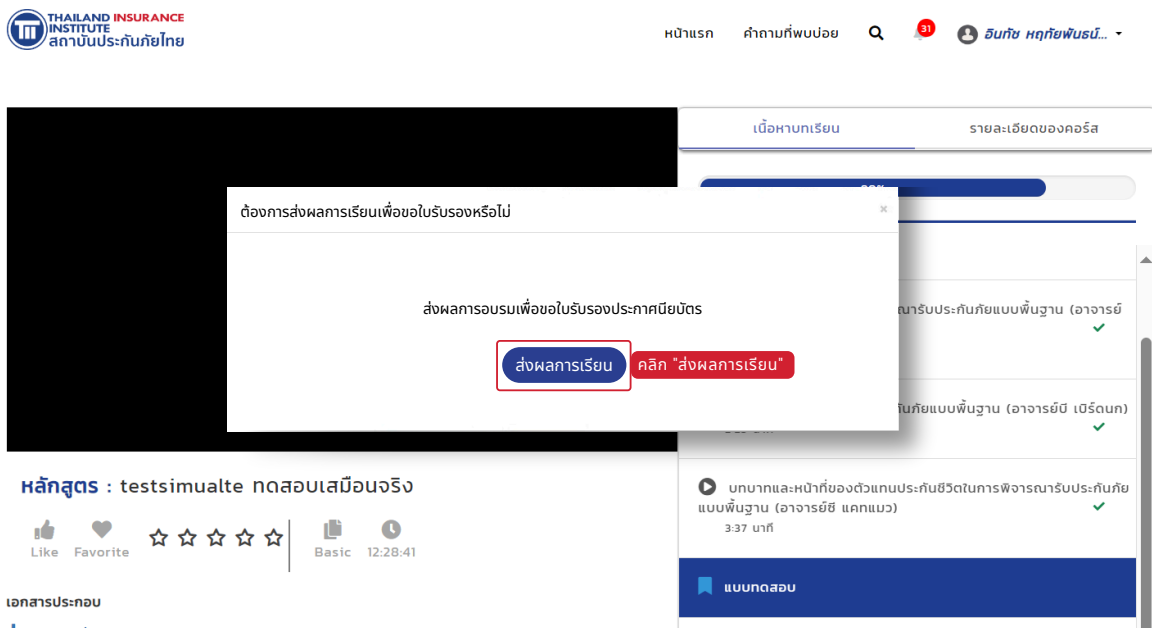 THAILAND INSURANCE
INSTITUTE
สถาบันประกันภัยไทย
หน้าแรก คำถามที่พบบ่อย 31 อินทัช หฤทัยพันธน์...
เนื้อหาบทเรียน รายละเอียดของคอร์ส
ต้องการส่งผลการเรียนเพื่อขอใบรับรองหรือไม่ ×
ส่งผลการอบรมเพื่อขอใบรับรองประกาศนียบัตร
ณารับประกันภัยแบบพื้นฐาน (อาจารย์
ส่งผลการเรียน คลิก "ส่งผลการเรียน"
กันภัยแบบพื้นฐาน (อาจารย์บี เบิร์ดนก)
หลักสูตร : testsimualte ทดสอบเสมือนจริง
บทบาทและหน้าที่ของตัวแทนประกันชีวิตในการพิจารณารับประกันภัย
แบบพื้นฐาน (อาจารย์ซี แคทแมว)
3:37 นาที
Like Favorite Basic 12:28:41
แบบทดสอบ
เอกสารประกอบ